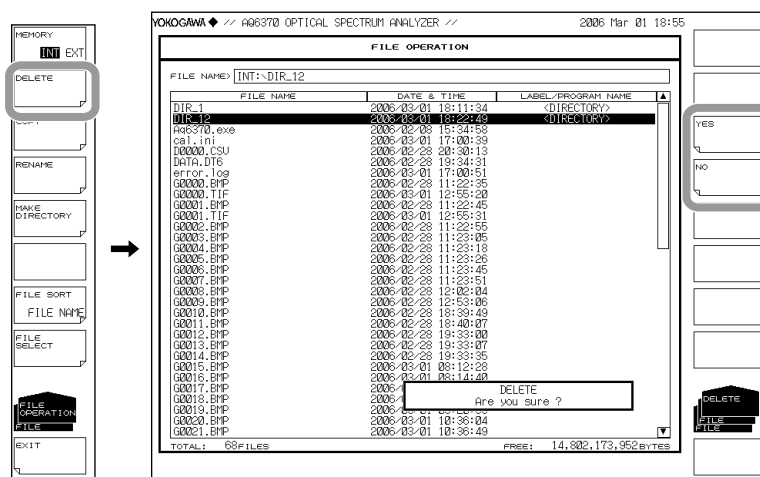 MEMORY
INT EXT
DELETE
COPY
RENAME
MAKE
DIRECTORY
FILE SORT
FILE NAME
FILE
SELECT
FILE
OPERATION
FILE
EXIT
YOKOGAWA ◆ // AQ6370 OPTICAL SPECTRUM ANALYZER // 2006 Mar 01 18:55
FILE OPERATION
FILE NAME> INT:\DIR_12
FILE NAME DATE & TIME LABEL/PROGRAM NAME
DIR_1 2006/03/01 18:11:34 <DIRECTORY>
DIR_12 2006/03/01 18:22:49 <DIRECTORY>
Aq6370.exe 2006/02/08 15:34:58
cal.ini 2006/03/01 17:00:39
D0000.CSV 2006/02/28 20:30:13
DATA.DT6 2006/02/28 19:34:31
error.log 2006/03/01 17:00:51
G0000.BMP 2006/02/28 11:22:35
G0000.TIF 2006/03/01 12:55:20
G0001.BMP 2006/02/28 11:22:45
G0001.TIF 2006/03/01 12:55:31
G0002.BMP 2006/02/28 11:22:55
G0003.BMP 2006/02/28 11:23:05
G0004.BMP 2006/02/28 11:23:18
G0005.BMP 2006/02/28 11:23:26
G0006.BMP 2006/02/28 11:23:45
G0007.BMP 2006/02/28 11:23:51
G0008.BMP 2006/02/28 12:02:04
G0009.BMP 2006/02/28 12:53:06
G0010.BMP 2006/02/28 18:39:49
G0011.BMP 2006/02/28 18:40:07
G0012.BMP 2006/02/28 19:33:00
G0013.BMP 2006/02/28 19:33:07
G0014.BMP 2006/02/28 19:33:35
G0015.BMP 2006/03/01 08:12:28
G0016.BMP 2006/03/01 08:14:40
G0017.BMP 2006/
G0018.BMP 2006/
G0019.BMP 2006/
G0020.BMP 2006/03/01 10:36:04
G0021.BMP 2006/03/01 10:36:49
DELETE
Are you sure ?
TOTAL: 68FILES FREE: 14,802,173,952BYTES
YES
NO
DELETE
FILE
FILE